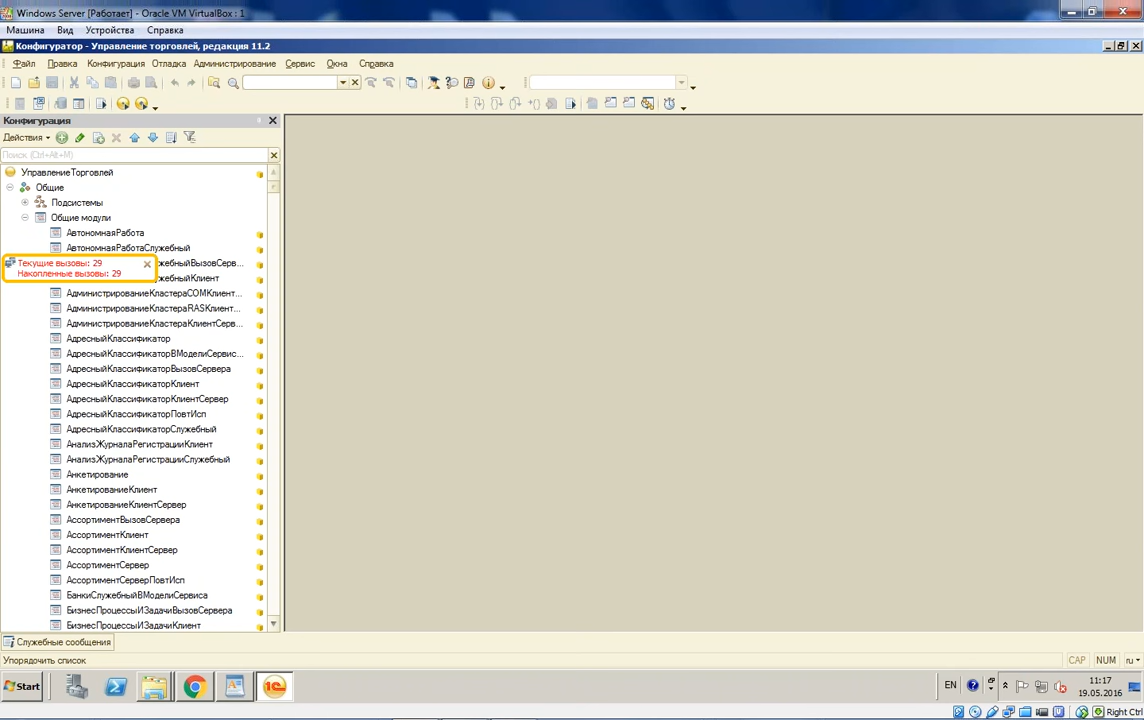 Windows Server [Работает] - Oracle VM VirtualBox : 1
Машина Вид Устройства Справка
Конфигуратор - Управление торговлей, редакция 11.2
Файл Правка Конфигурация Отладка Администрирование Сервис Окна Справка
Конфигурация
Действия
Поиск (Ctrl+Alt+M)
УправлениеТорговлей
Общие
Подсистемы
Общие модули
АвтономнаяРабота
АвтономнаяРаботаСлужебный
Текущие вызовы: 29
Накопленные вызовы: 29
жебныйВызовСерв...
жебныйКлиент
АдминистрированиеКластераCOMКлиент...
АдминистрированиеКластераRASКлиент...
АдминистрированиеКластераКлиентСерв...
АдресныйКлассификатор
АдресныйКлассификаторВМоделиСервис...
АдресныйКлассификаторВызовСервера
АдресныйКлассификаторКлиент
АдресныйКлассификаторКлиентСервер
АдресныйКлассификаторПовтИсп
АдресныйКлассификаторСлужебный
АнализЖурналаРегистрацииКлиент
АнализЖурналаРегистрацииСлужебный
Анкетирование
АнкетированиеКлиент
АнкетированиеКлиентСервер
АссортиментВызовСервера
АссортиментКлиент
АссортиментКлиентСервер
АссортиментСервер
АссортиментСерверПовтИсп
БанкиСлужебныйВМоделиСервиса
БизнесПроцессыИЗадачиВызовСервера
БизнесПроцессыИЗадачиКлиент
Служебные сообщения
Упорядочить список
CAP NUM ru
Start
EN
11:17
19.05.2016
Right Ctrl